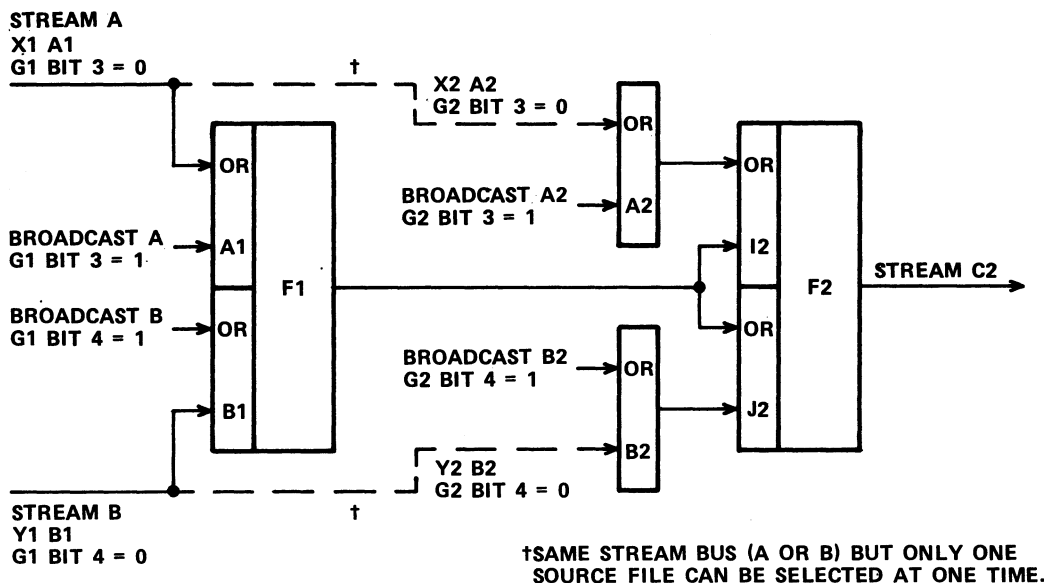 STREAM A
X1 A1
G1 BIT 3 = 0
†
X2 A2
G2 BIT 3 = 0
OR
BROADCAST A2
G2 BIT 3 = 1
A2
OR
BROADCAST A
G1 BIT 3 = 1
A1
F1
BROADCAST B
G1 BIT 4 = 1
OR
B1
OR
I2
F2
STREAM C2
OR
J2
BROADCAST B2
G2 BIT 4 = 1
OR
B2
Y2 B2
G2 BIT 4 = 0
†
STREAM B
Y1 B1
G1 BIT 4 = 0
†SAME STREAM BUS (A OR B) BUT ONLY ONE
SOURCE FILE CAN BE SELECTED AT ONE TIME.